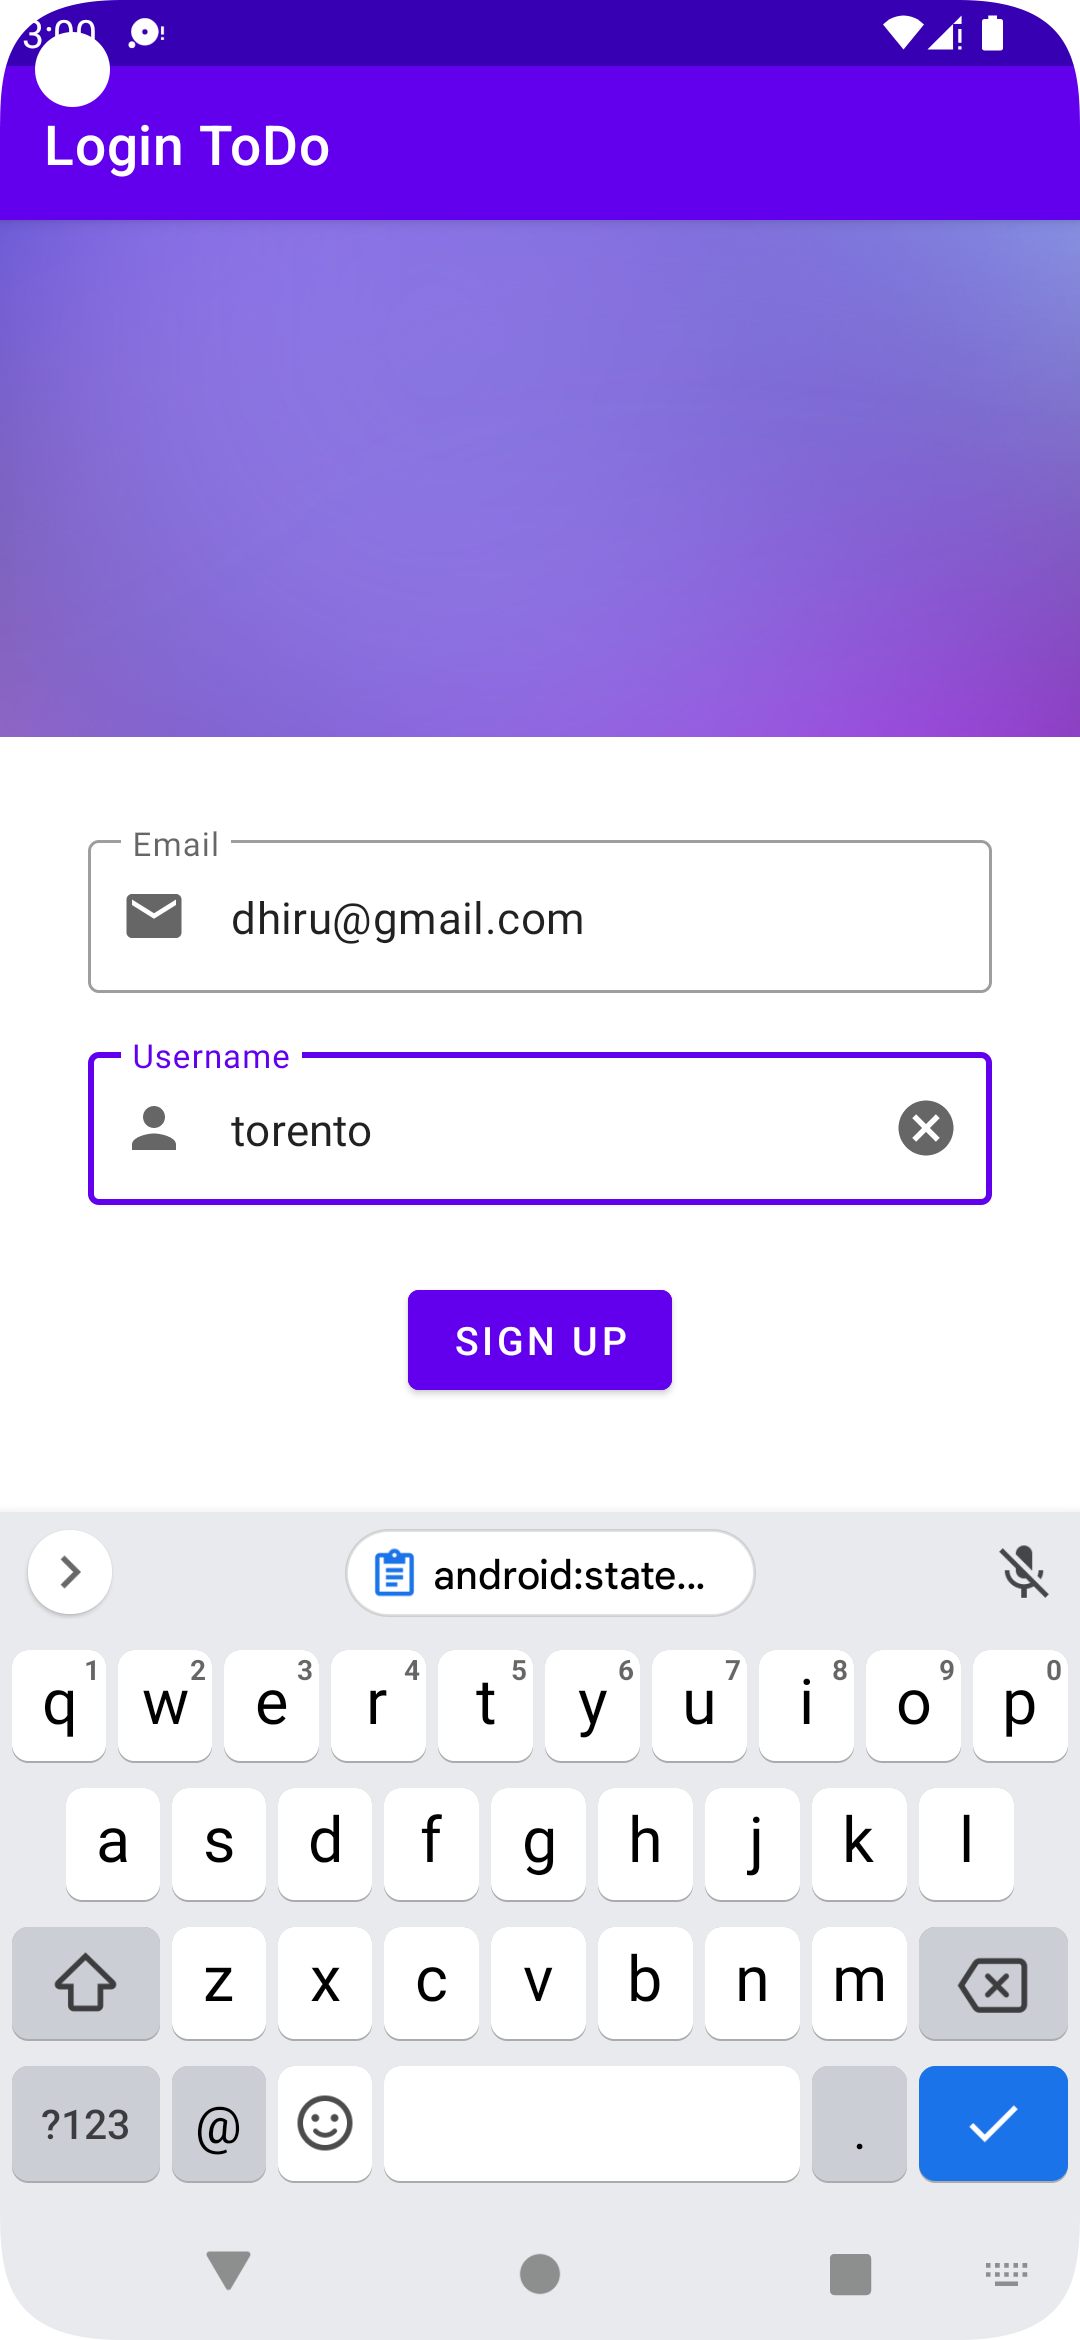 3:00
Login ToDo
Email
dhiru@gmail.com
Username
torento
SIGN UP
android:state...
q 1 w 2 e 3 r 4 t 5 y 6 u 7 i 8 o 9 p 0
a s d f g h j k l
z x c v b n m
?123 @ .